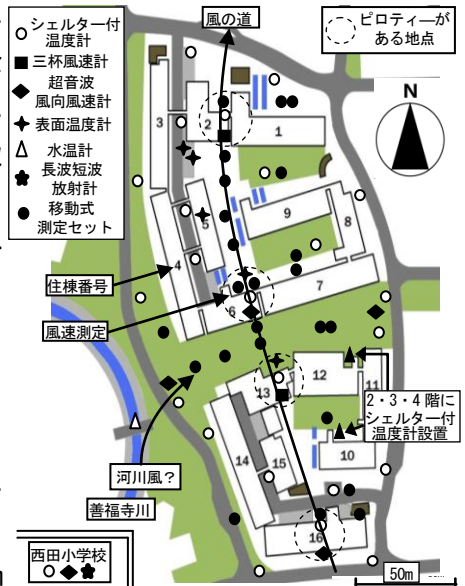 シェルター付
温度計
三杯風速計
超音波
風向風速計
表面温度計
水温計
長波短波
放射計
移動式
測定セット
風の道
ピロティ―が
ある地点
N
3
2
1
5
9
8
4
住棟番号
7
6
風速測定
12
13
11
2・3・4 階に
シェルター付
温度計設置
14
15
10
河川風？
善福寺川
16
西田小学校
50m